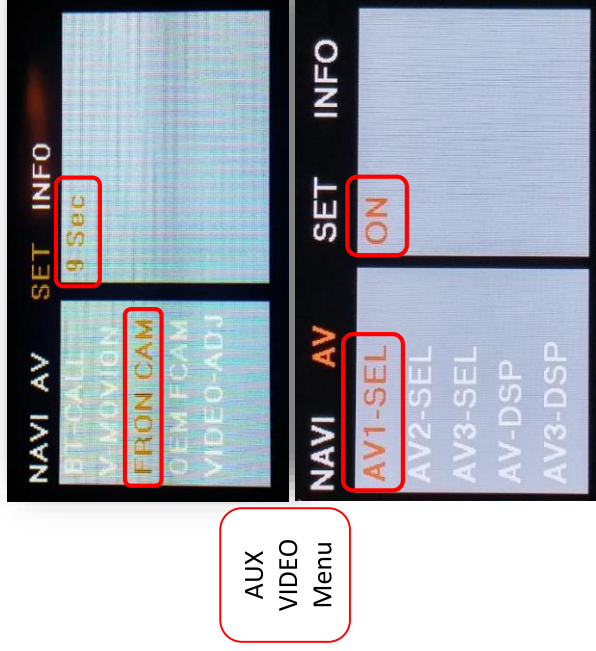 AUX
VIDEO
Menu
NAVI AV SET INFO
BT-CALL
V-MOVION
FRON CAM
OEM FCAM
VIDEO-ADJ
9 Sec
NAVI AV SET INFO
AV1-SEL
AV2-SEL
AV3-SEL
AV-DSP
AV3-DSP
ON